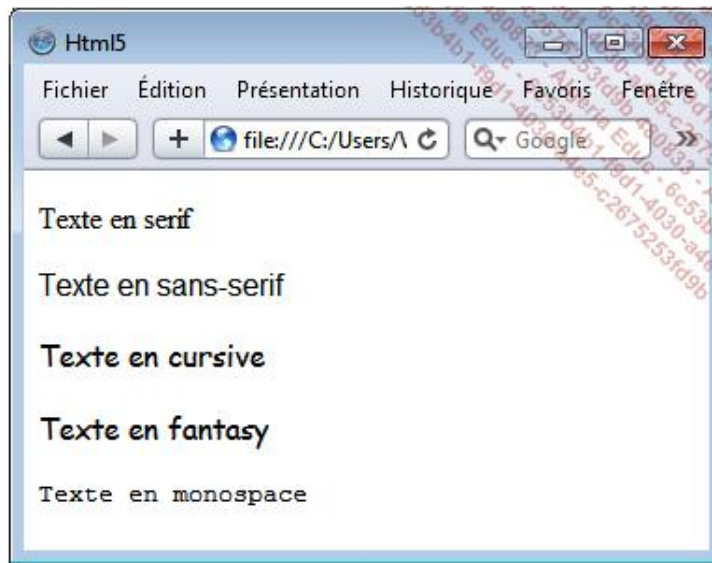 Html5
Fichier Édition Présentation Historique Favoris Fenêtre
file:///C:/Users/\ Google
Texte en serif
Texte en sans-serif
Texte en cursive
Texte en fantasy
Texte en monospace